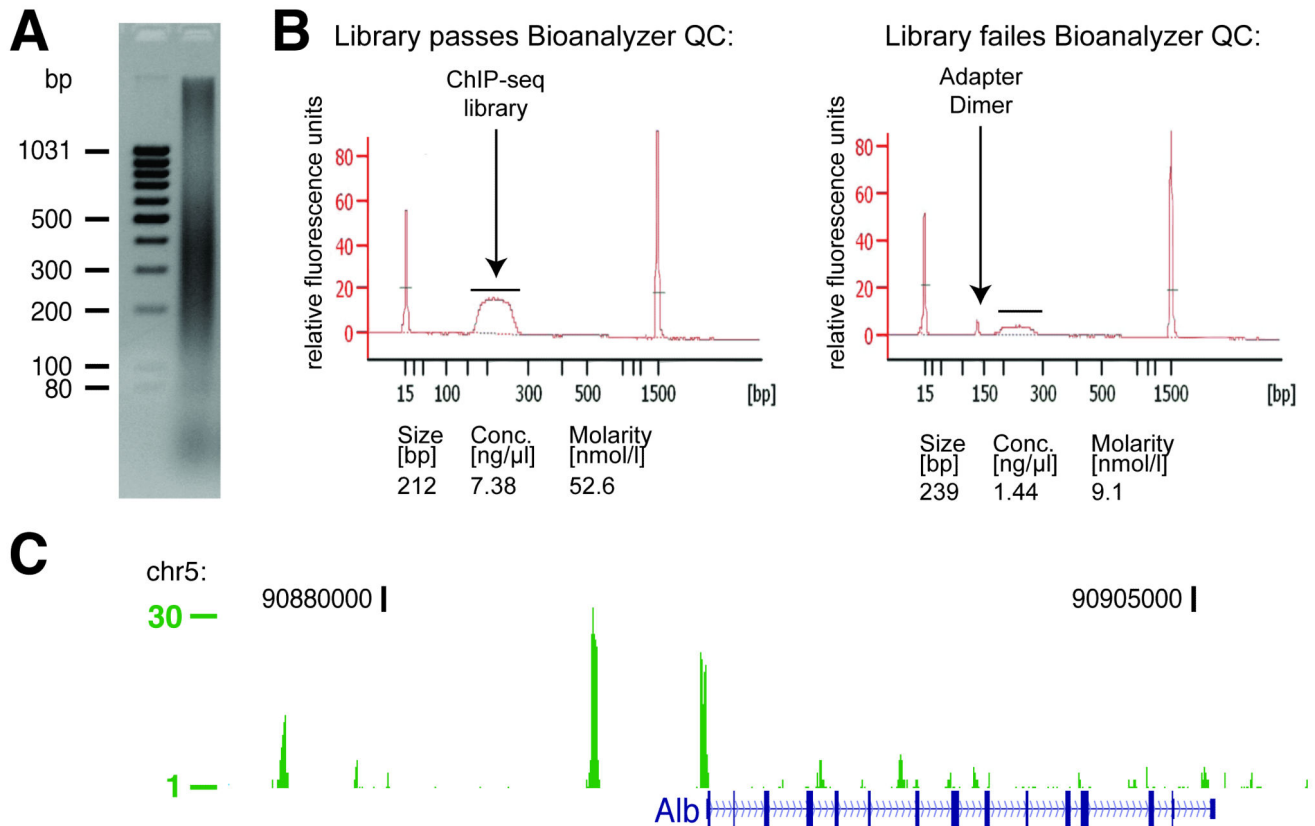 A
bp
1031
500
300
200
100
80
B
Library passes Bioanalyzer QC:
ChIP-seq
library
relative fluorescence units
80
60
40
20
0
15 100 300 500 1500 [bp]
Size Conc. Molarity
[bp] [ng/µl] [nmol/l]
212 7.38 52.6
Library failes Bioanalyzer QC:
Adapter
Dimer
relative fluorescence units
80
60
40
20
0
15 150 300 500 1500 [bp]
Size Conc. Molarity
[bp] [ng/µl] [nmol/l]
239 1.44 9.1
C
chr5:
90880000
90905000
30
1
Alb